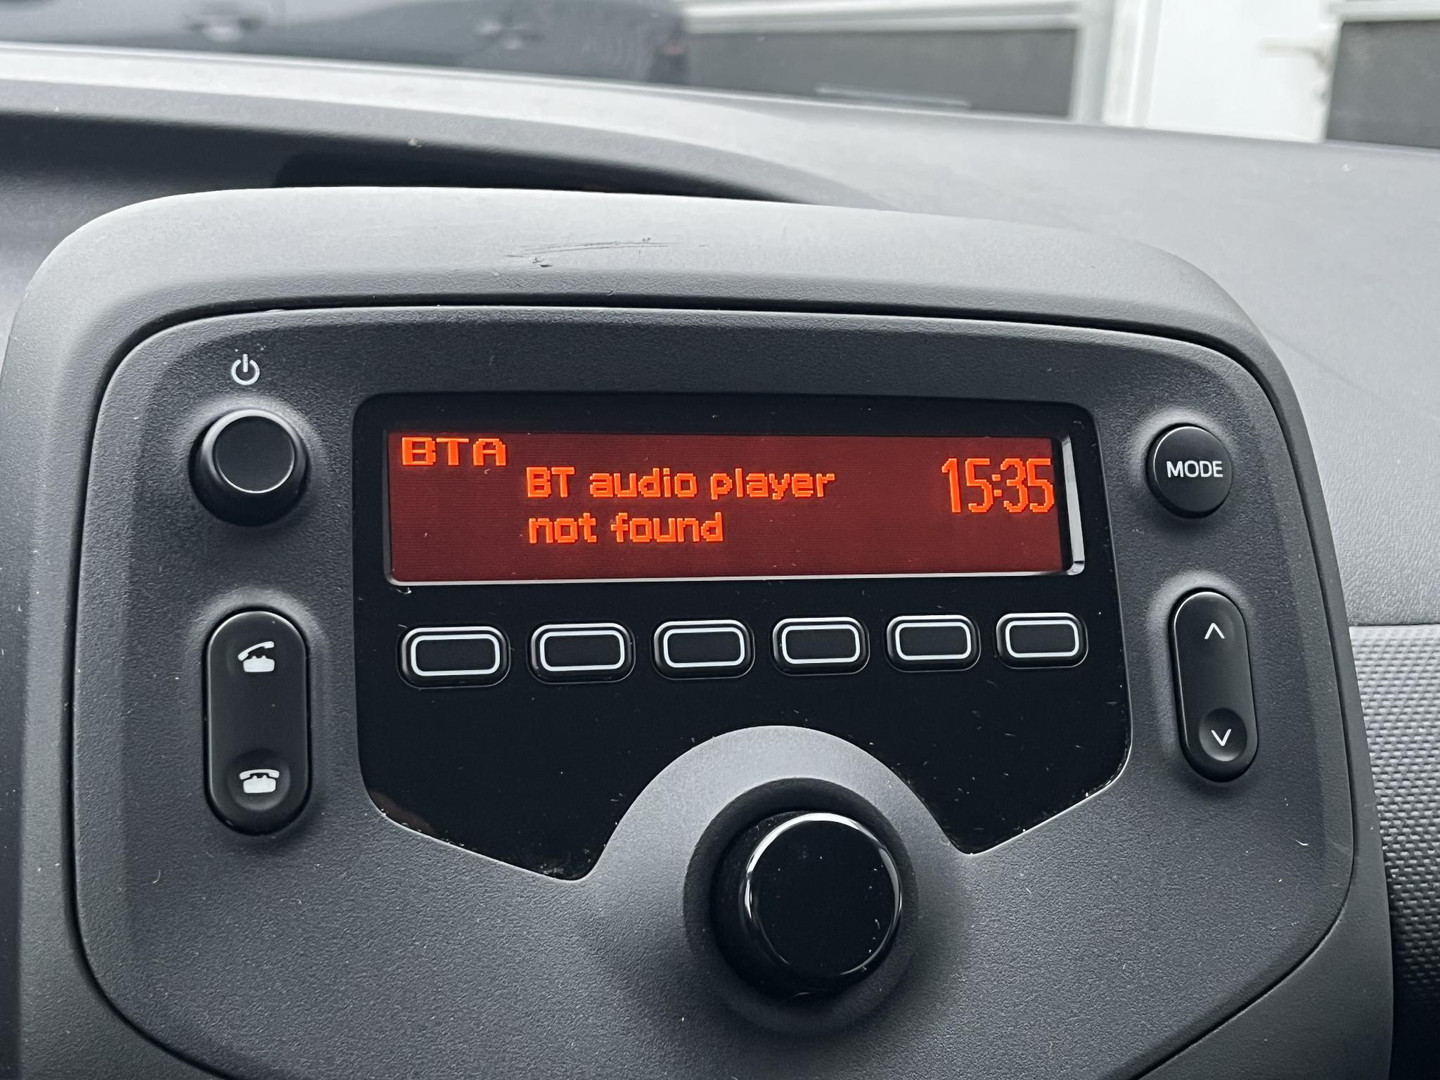 BTA
BT audio player
not found
15:35
MODE